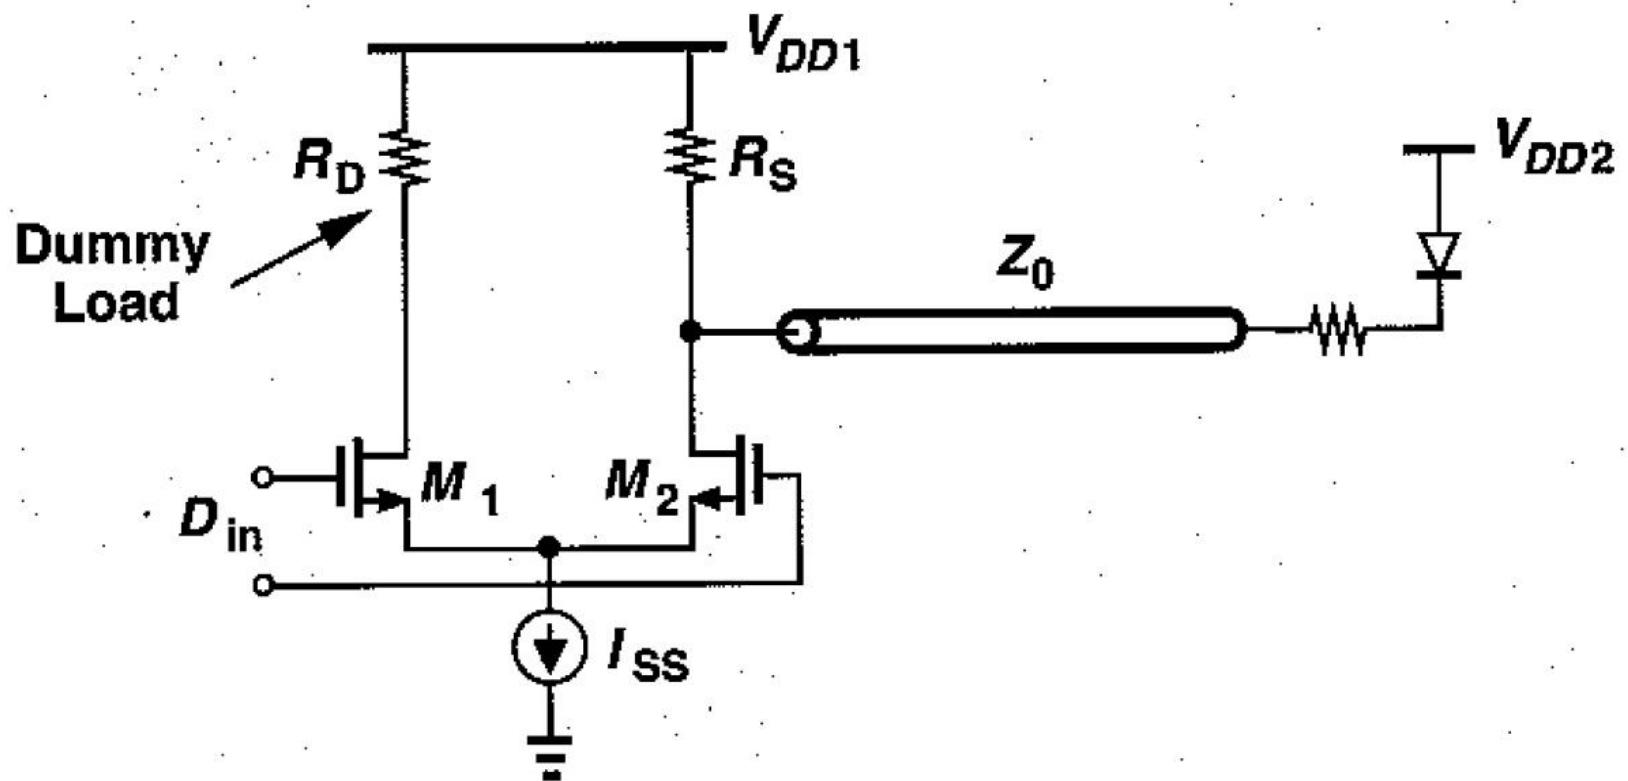 V_DD1
R_D
R_S
V_DD2
Dummy
Load
Z_0
M_1
M_2
D_in
I_SS